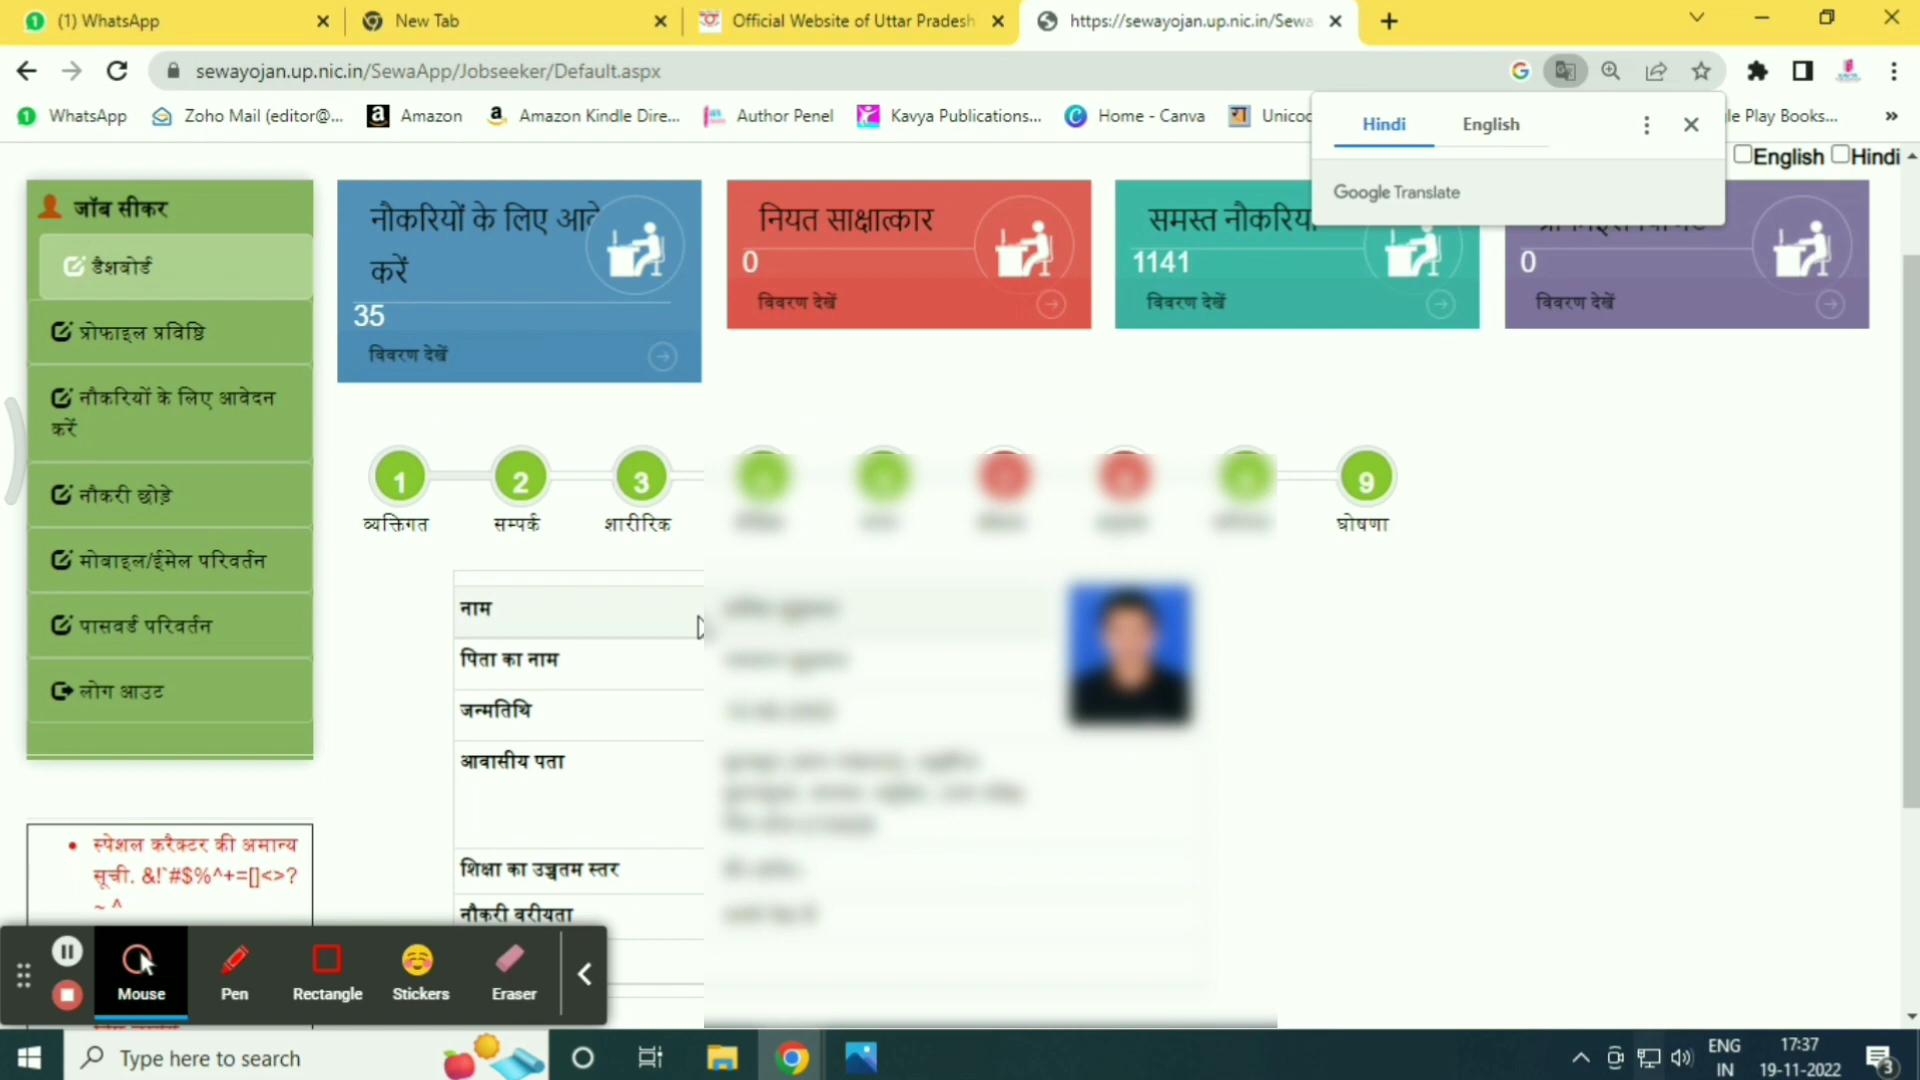 (1) WhatsApp
New Tab
Official Website of Uttar Pradesh
https://sewayojan.up.nic.in/Sewa
sewayojan.up.nic.in/SewaApp/Jobseeker/Default.aspx
WhatsApp
Zoho Mail (editor@...
Amazon
Amazon Kindle Dire...
Author Penel
Kavya Publications...
Home - Canva
Unicod
le Play Books...
»
Hindi
English
Google Translate
English
Hindi
जॉब सीकर
डैशबोर्ड
प्रोफाइल प्रविष्टि
नौकरियों के लिए आवेदन
करें
नौकरी छोड़े
मोबाइल/ईमेल परिवर्तन
पासवर्ड परिवर्तन
लोग आउट
नौकरियों के लिए आवे
करें
35
विवरण देखें
नियत साक्षात्कार
0
विवरण देखें
समस्त नौकरिय
1141
विवरण देखें
0
विवरण देखें
1
2
3
9
व्यक्तिगत
सम्पर्क
शारीरिक
घोषणा
नाम
पिता का नाम
जन्मतिथि
आवासीय पता
शिक्षा का उच्चतम स्तर
नौकरी वरीयता
स्पेशल करैक्टर की अमान्य
सूची. &!`#$%^+=[]<>?
~ ^
Mouse
Pen
Rectangle
Stickers
Eraser
Type here to search
ENG
IN
17:37
19-11-2022
3